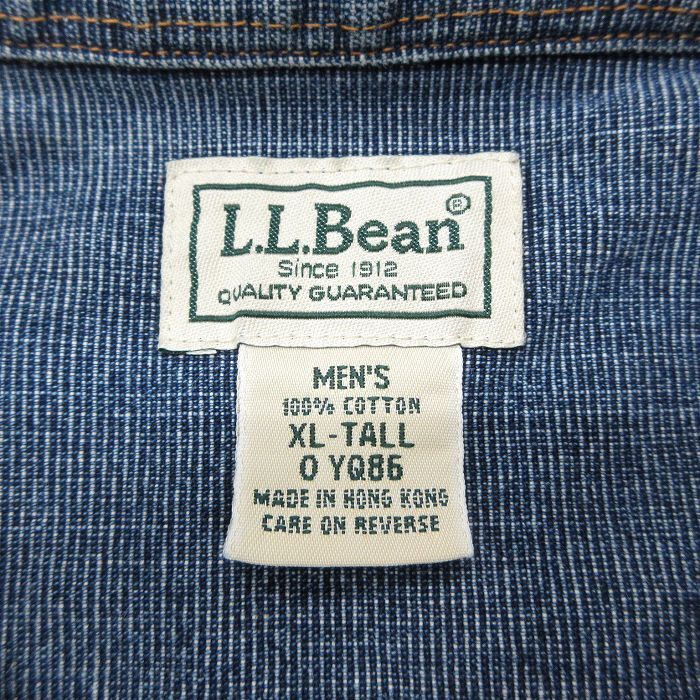 L.L.Bean®
Since 1912
QUALITY GUARANTEED
MEN'S
100% COTTON
XL-TALL
0 YQ86
MADE IN HONG KONG
CARE ON REVERSE